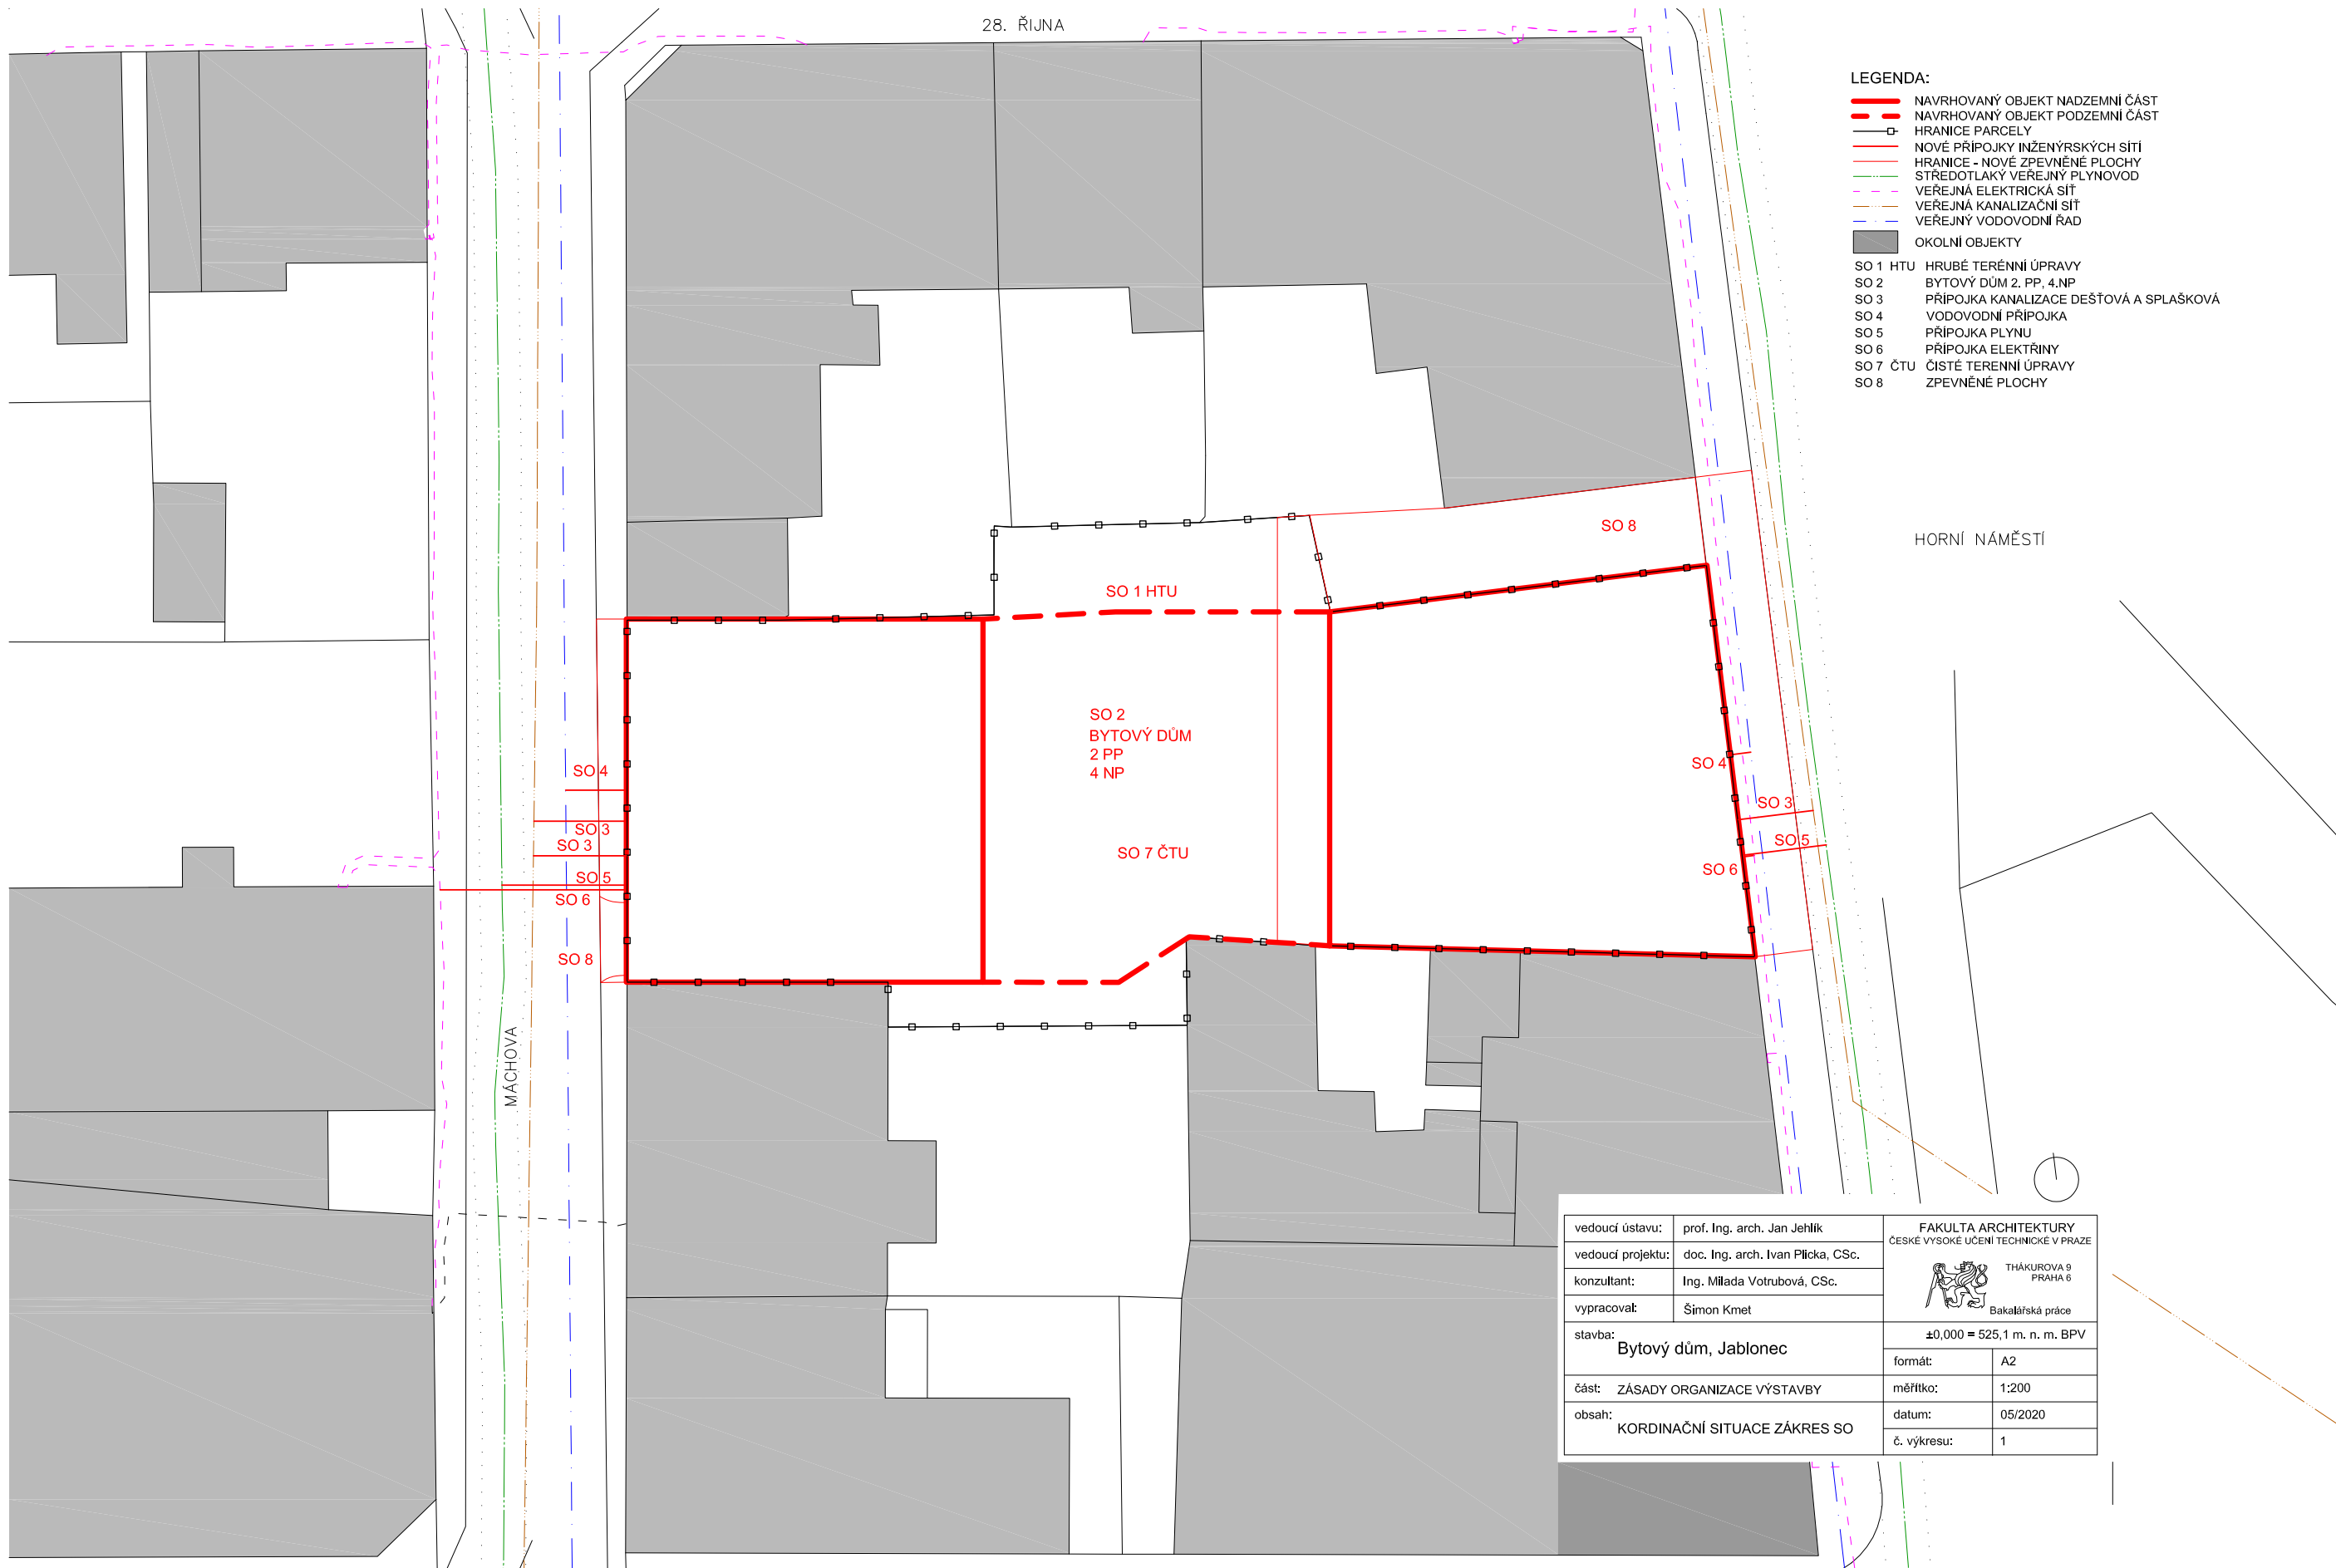 28. ŘIJNA
LEGENDA:
NAVRHOVANÝ OBJEKT NADZEMNÍ ČÁST
NAVRHOVANÝ OBJEKT PODZEMNÍ ČÁST
HRANICE PARCELY
NOVÉ PŘÍPOJKY INŽENÝRSKÝCH SÍTÍ
HRANICE - NOVÉ ZPEVNĚNÉ PLOCHY
STŘEDOTLAKÝ VEŘEJNÝ PLYNOVOD
VEŘEJNÁ ELEKTRICKÁ SÍŤ
VEŘEJNÁ KANALIZAČNÍ SÍŤ
VEŘEJNÝ VODOVODNÍ ŘAD
OKOLNÍ OBJEKTY
SO 1 HTU HRUBÉ TERÉNNÍ ÚPRAVY
SO 2 BYTOVÝ DŮM 2. PP, 4.NP
SO 3 PŘÍPOJKA KANALIZACE DEŠŤOVÁ A SPLAŠKOVÁ
SO 4 VODOVODNÍ PŘÍPOJKA
SO 5 PŘÍPOJKA PLYNU
SO 6 PŘÍPOJKA ELEKTŘINY
SO 7 ČTU ČISTÉ TERENNÍ ÚPRAVY
SO 8 ZPEVNĚNÉ PLOCHY
SO 8
HORNÍ NÁMĚSTÍ
SO 1 HTU
SO 2
BYTOVÝ DŮM
2 PP
4 NP
SO 7 ČTU
SO 4
SO 3
SO 3
SO 5
SO 6
SO 8
SO 4
SO 3
SO 5
SO 6
MÁCHOVA
vedoucí ústavu: prof. Ing. arch. Jan Jehlík
vedoucí projektu: doc. Ing. arch. Ivan Plicka, CSc.
konzultant: Ing. Milada Votrubová, CSc.
vypracoval: Šimon Kmet
FAKULTA ARCHITEKTURY
ČESKÉ VYSOKÉ UČENÍ TECHNICKÉ V PRAZE
THÁKUROVA 9
PRAHA 6
Bakalářská práce
stavba: Bytový dům, Jablonec
±0,000 = 525,1 m. n. m. BPV
formát: A2
část: ZÁSADY ORGANIZACE VÝSTAVBY
měřítko: 1:200
obsah: KORDINAČNÍ SITUACE ZÁKRES SO
datum: 05/2020
č. výkresu: 1